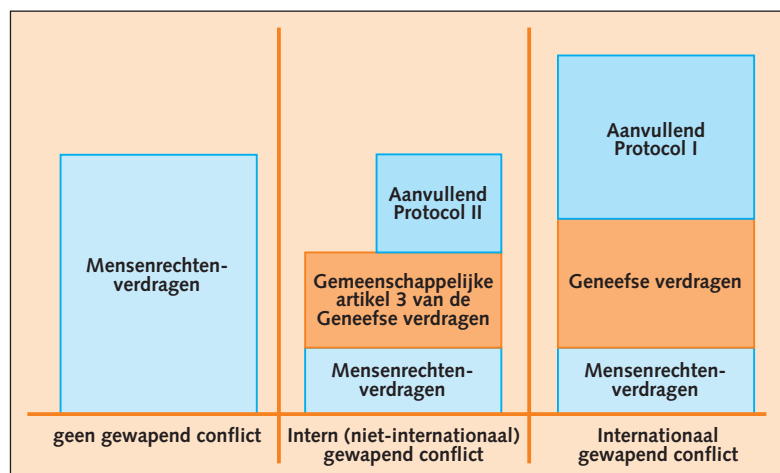 Mensenrechten-
verdragen
geen gewapend conflict
Aanvullend
Protocol II
Gemeenschappelijke
artikel 3 van de
Geneefse verdragen
Mensenrechten-
verdragen
Intern (niet-internationaal)
gewapend conflict
Aanvullend
Protocol I
Geneefse verdragen
Mensenrechten-
verdragen
Internationaal
gewapend conflict